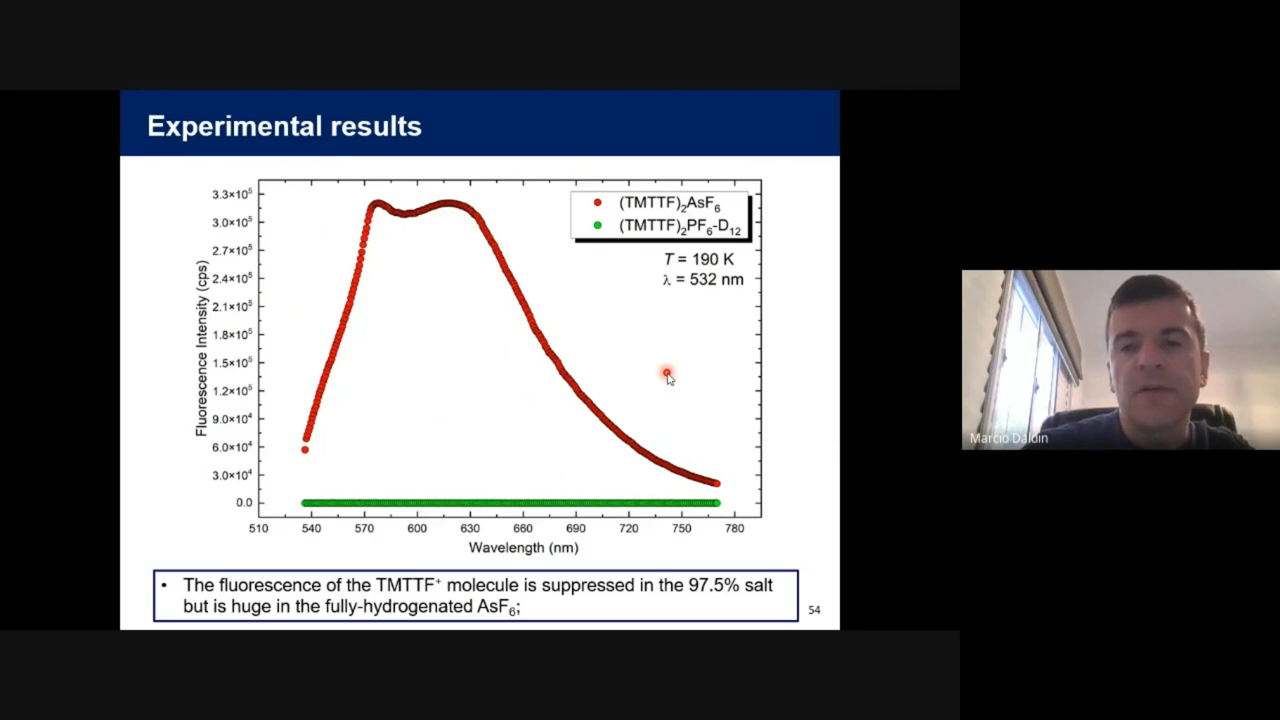 Experimental results
3.3×10⁵
3.0×10⁵
2.7×10⁵
2.4×10⁵
2.1×10⁵
1.8×10⁵
1.5×10⁵
1.2×10⁵
9.0×10⁴
6.0×10⁴
3.0×10⁴
0.0
Fluorescence Intensity (cps)
(TMTTF)₂AsF₆
(TMTTF)₂PF₆-D₁₂
T = 190 K
λ = 532 nm
510 540 570 600 630 660 690 720 750 780
Wavelength (nm)
• The fluorescence of the TMTTF⁺ molecule is suppressed in the 97.5% salt
but is huge in the fully-hydrogenated AsF₆;
54
Marcio Daldin